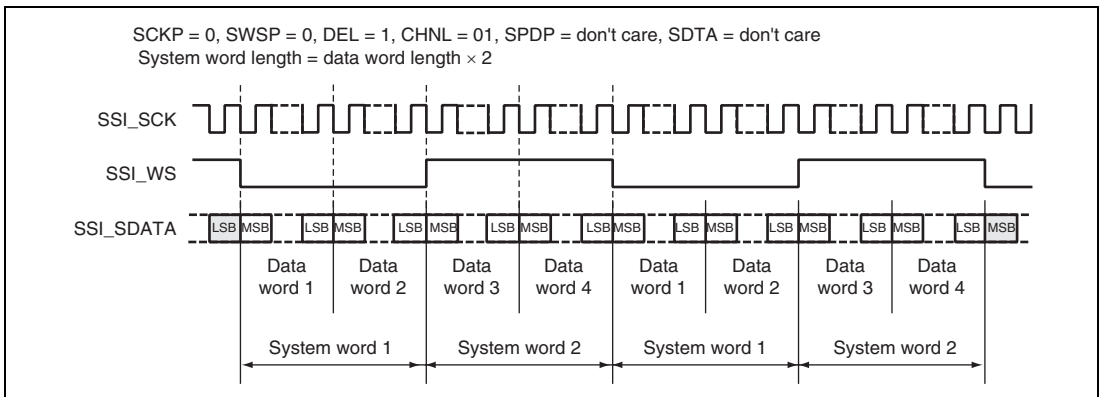 SCKP = 0, SWSP = 0, DEL = 1, CHNL = 01, SPDP = don't care, SDTA = don't care
System word length = data word length × 2
SSI_SCK
SSI_WS
SSI_SDATA LSB MSB LSB MSB LSB MSB LSB MSB LSB MSB LSB MSB LSB MSB LSB MSB LSB MSB
Data word 1 Data word 2 Data word 3 Data word 4 Data word 1 Data word 2 Data word 3 Data word 4
System word 1 System word 2 System word 1 System word 2